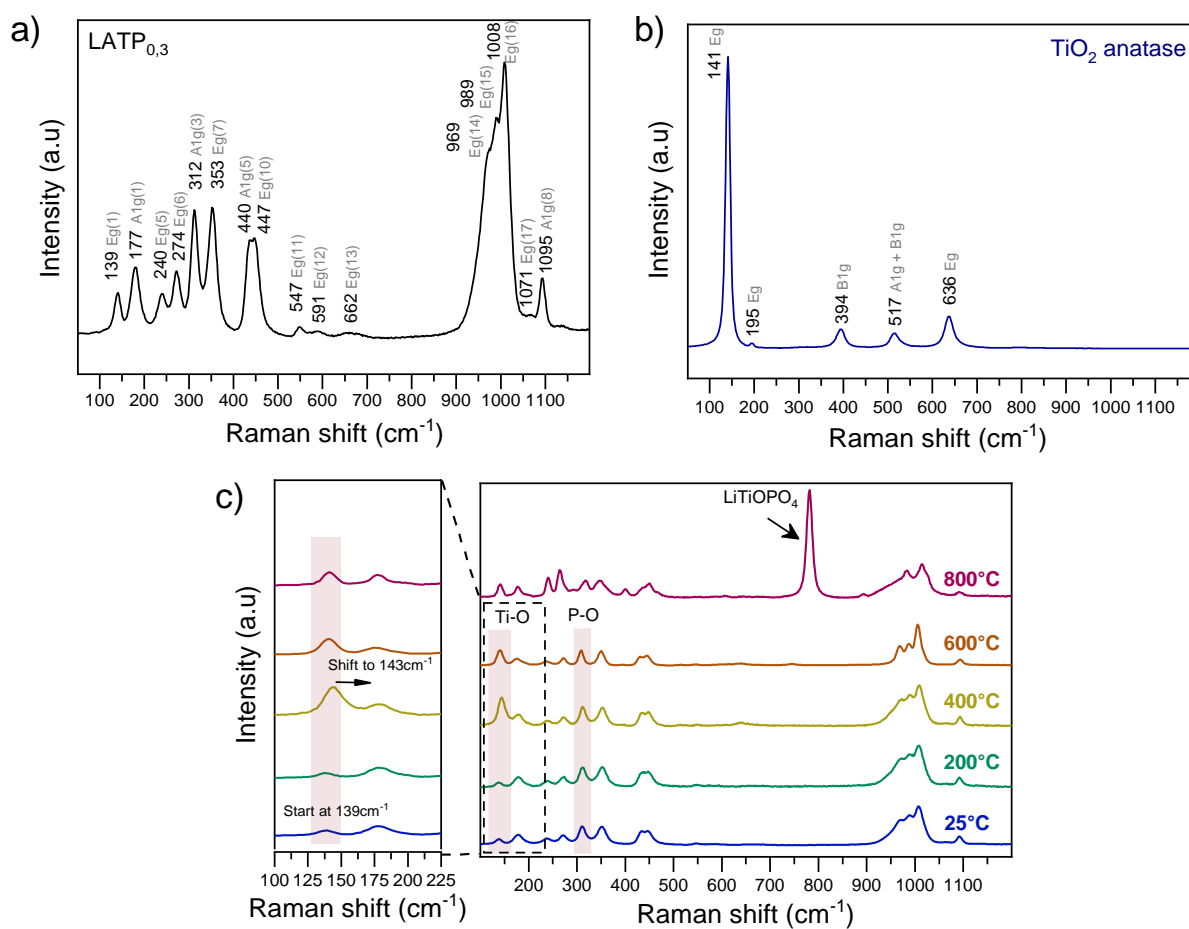 a)
LATP0,3
Intensity (a.u)
139 Eg(1)
177 A1g(1)
240 Eg(5)
274 Eg(6)
312 A1g(3)
353 Eg(7)
440 A1g(5)
447 Eg(10)
547 Eg(11)
591 Eg(12)
662 Eg(13)
969 Eg(14)
989 Eg(15)
1008 Eg(16)
1071 Eg(17)
1095 A1g(8)
100 200 300 400 500 600 700 800 900 1000 1100
Raman shift (cm-1)
b)
TiO2 anatase
Intensity (a.u)
141 Eg
195 Eg
394 B1g
517 A1g + B1g
636 Eg
100 200 300 400 500 600 700 800 900 1000 1100
Raman shift (cm-1)
c)
Intensity (a.u)
Shift to 143cm-1
Start at 139cm-1
100 125 150 175 200 225
Raman shift (cm-1)
LiTiOPO4
800°C
Ti-O
P-O
600°C
400°C
200°C
25°C
200 300 400 500 600 700 800 900 1000 1100
Raman shift (cm-1)